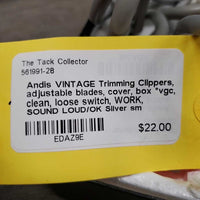 The Tack Collector
561991-28
Andis VINTAGE Trimming Clippers,
adjustable blades, cover, box *vgc,
clean, loose switch, WORK,
SOUND LOUD/OK Silver sm
$22.00
EDAZ9E